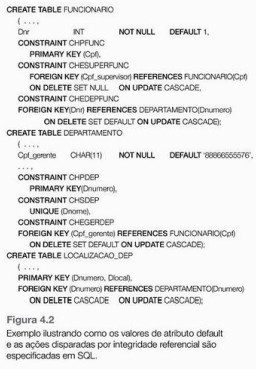 CREATE TABLE FUNCIONARIO
( . . . ,
Dnr INT NOT NULL DEFAULT 1,
CONSTRAINT CHPFUNC
PRIMARY KEY (Cpf),
CONSTRAINT CHESUPERFUNC
FOREIGN KEY (Cpf_supervisor) REFERENCES FUNCIONARIO(Cpf)
ON DELETE SET NULL ON UPDATE CASCADE,
CONSTRAINT CHEDEPFUNC
FOREIGN KEY(Dnr) REFERENCES DEPARTAMENTO(Dnumero)
ON DELETE SET DEFAULT ON UPDATE CASCADE);
CREATE TABLE DEPARTAMENTO
( . . . ,
Cpf_gerente CHAR(11) NOT NULL DEFAULT '88866555576',
. . . ,
CONSTRAINT CHPDEP
PRIMARY KEY(Dnumero),
CONSTRAINT CHSDEP
UNIQUE (Dnome),
CONSTRAINT CHEGERDEP
FOREIGN KEY (Cpf_gerente) REFERENCES FUNCIONARIO(Cpf)
ON DELETE SET DEFAULT ON UPDATE CASCADE);
CREATE TABLE LOCALIZACAO_DEP
( . . . ,
PRIMARY KEY (Dnumero, Dlocal),
FOREIGN KEY (Dnumero) REFERENCES DEPARTAMENTO(Dnumero)
ON DELETE CASCADE ON UPDATE CASCADE);
Figura 4.2
Exemplo ilustrando como os valores de atributo default
e as ações disparadas por integridade referencial são
especificadas em SQL.